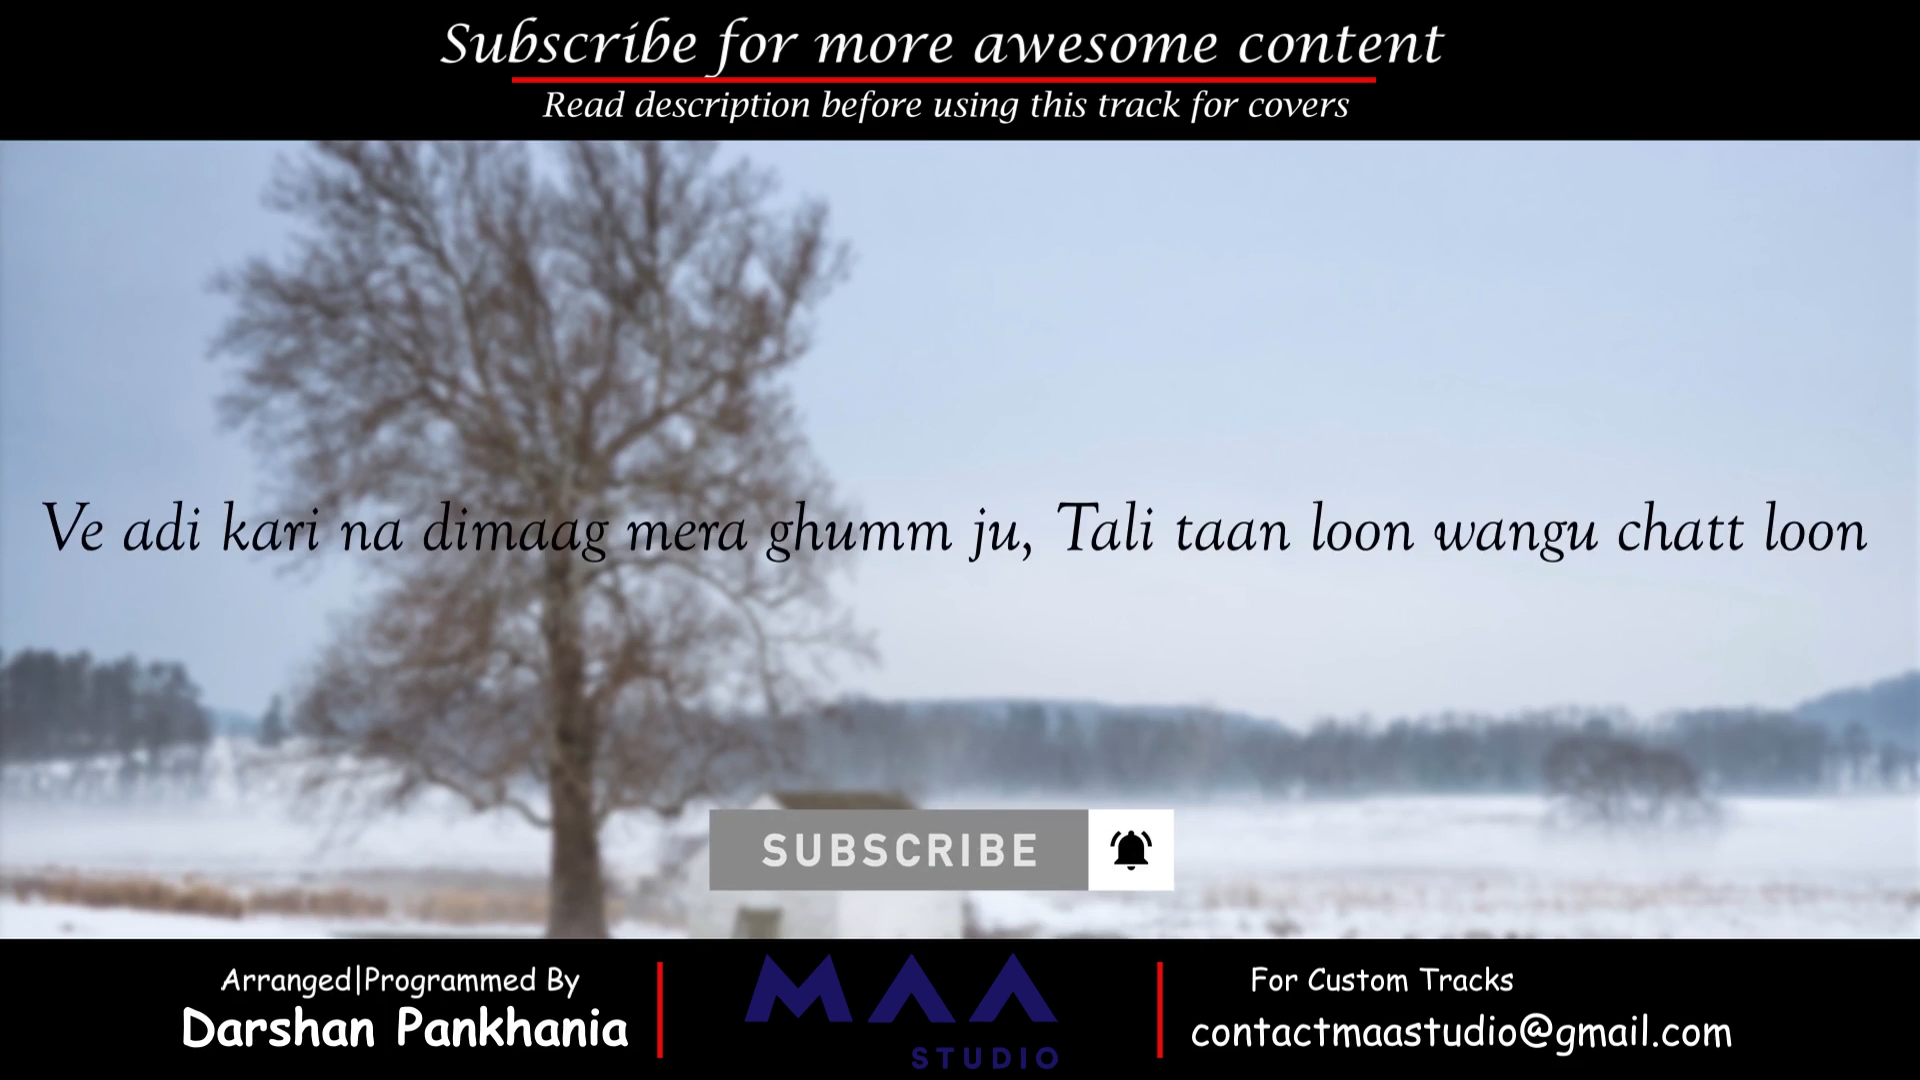 Subscribe for more awesome content
Read description before using this track for covers
Ve adi kari na dimaag mera ghumm ju, Tali taan loon wangu chatt loon
SUBSCRIBE
Arranged|Programmed By
Darshan Pankhania
MAA
STUDIO
For Custom Tracks
contactmaastudio@gmail.com